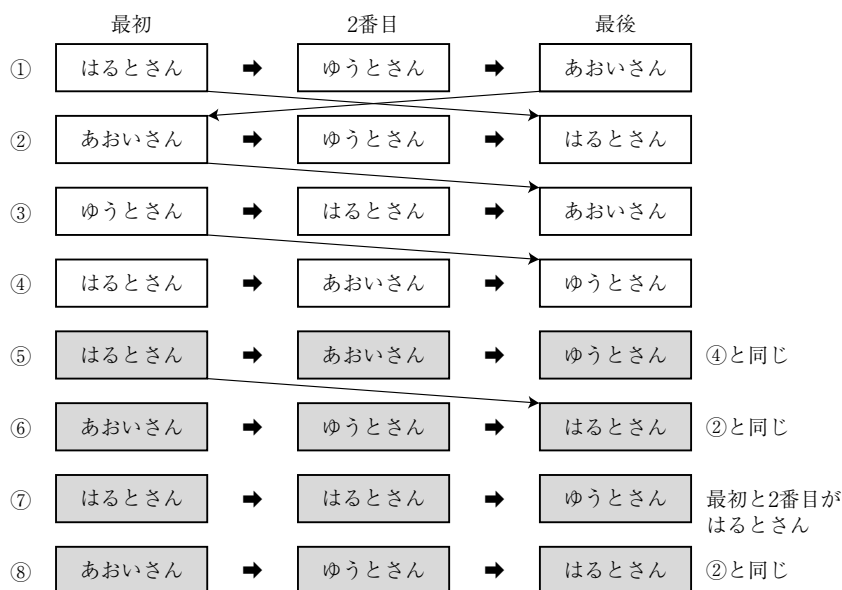 最初 2番目 最後
① はるとさん ➡ ゆうとさん ➡ あおいさん
② あおいさん ➡ ゆうとさん ➡ はるとさん
③ ゆうとさん ➡ はるとさん ➡ あおいさん
④ はるとさん ➡ あおいさん ➡ ゆうとさん
⑤ はるとさん ➡ あおいさん ➡ ゆうとさん ④と同じ
⑥ あおいさん ➡ ゆうとさん ➡ はるとさん ②と同じ
⑦ はるとさん ➡ はるとさん ➡ ゆうとさん 最初と2番目が
はるとさん
⑧ あおいさん ➡ ゆうとさん ➡ はるとさん ②と同じ